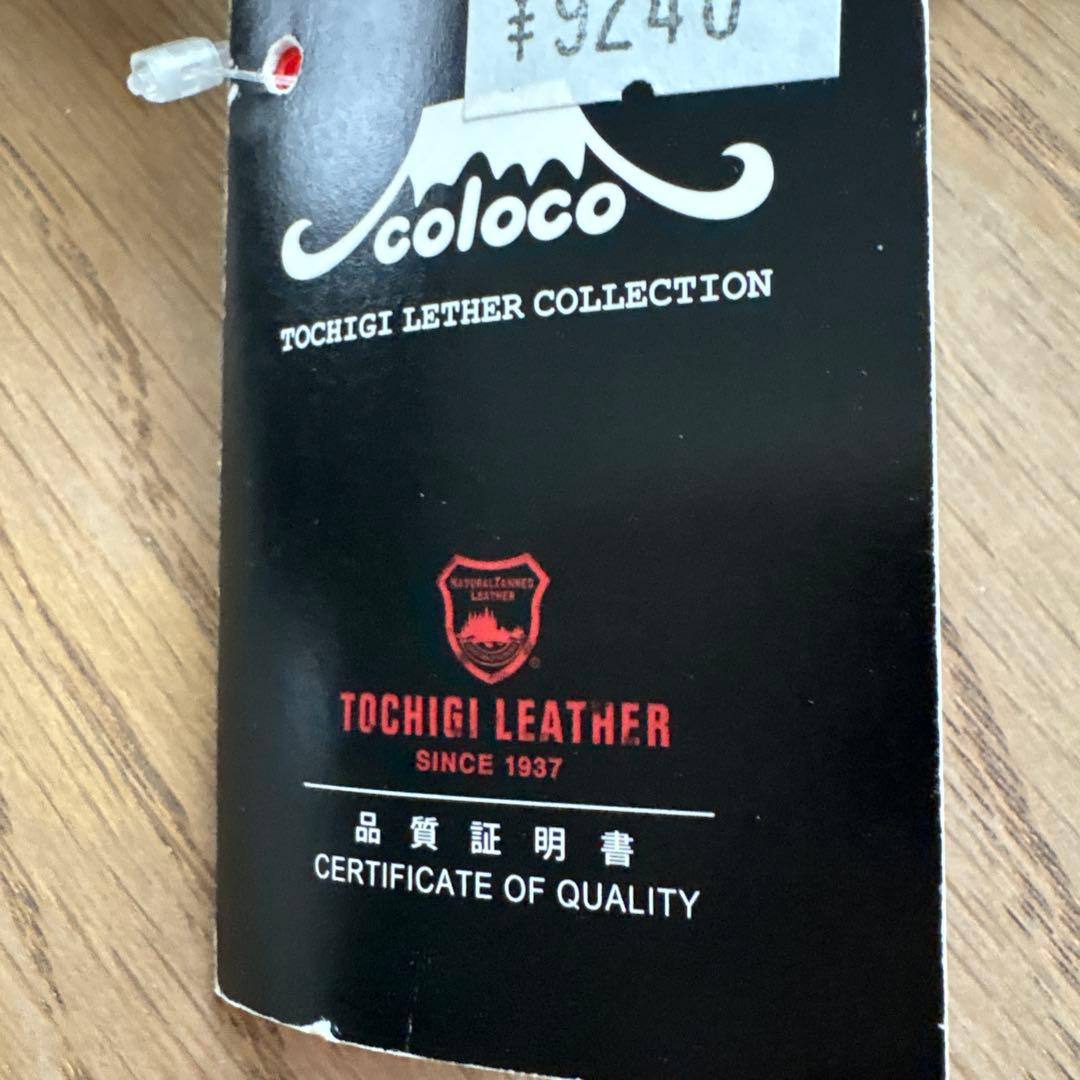 ¥9240
coloco
TOCHIGI LETHER COLLECTION
NATURAL TANNED
LEATHER
®
TOCHIGI LEATHER
SINCE 1937
品質証明書
CERTIFICATE OF QUALITY